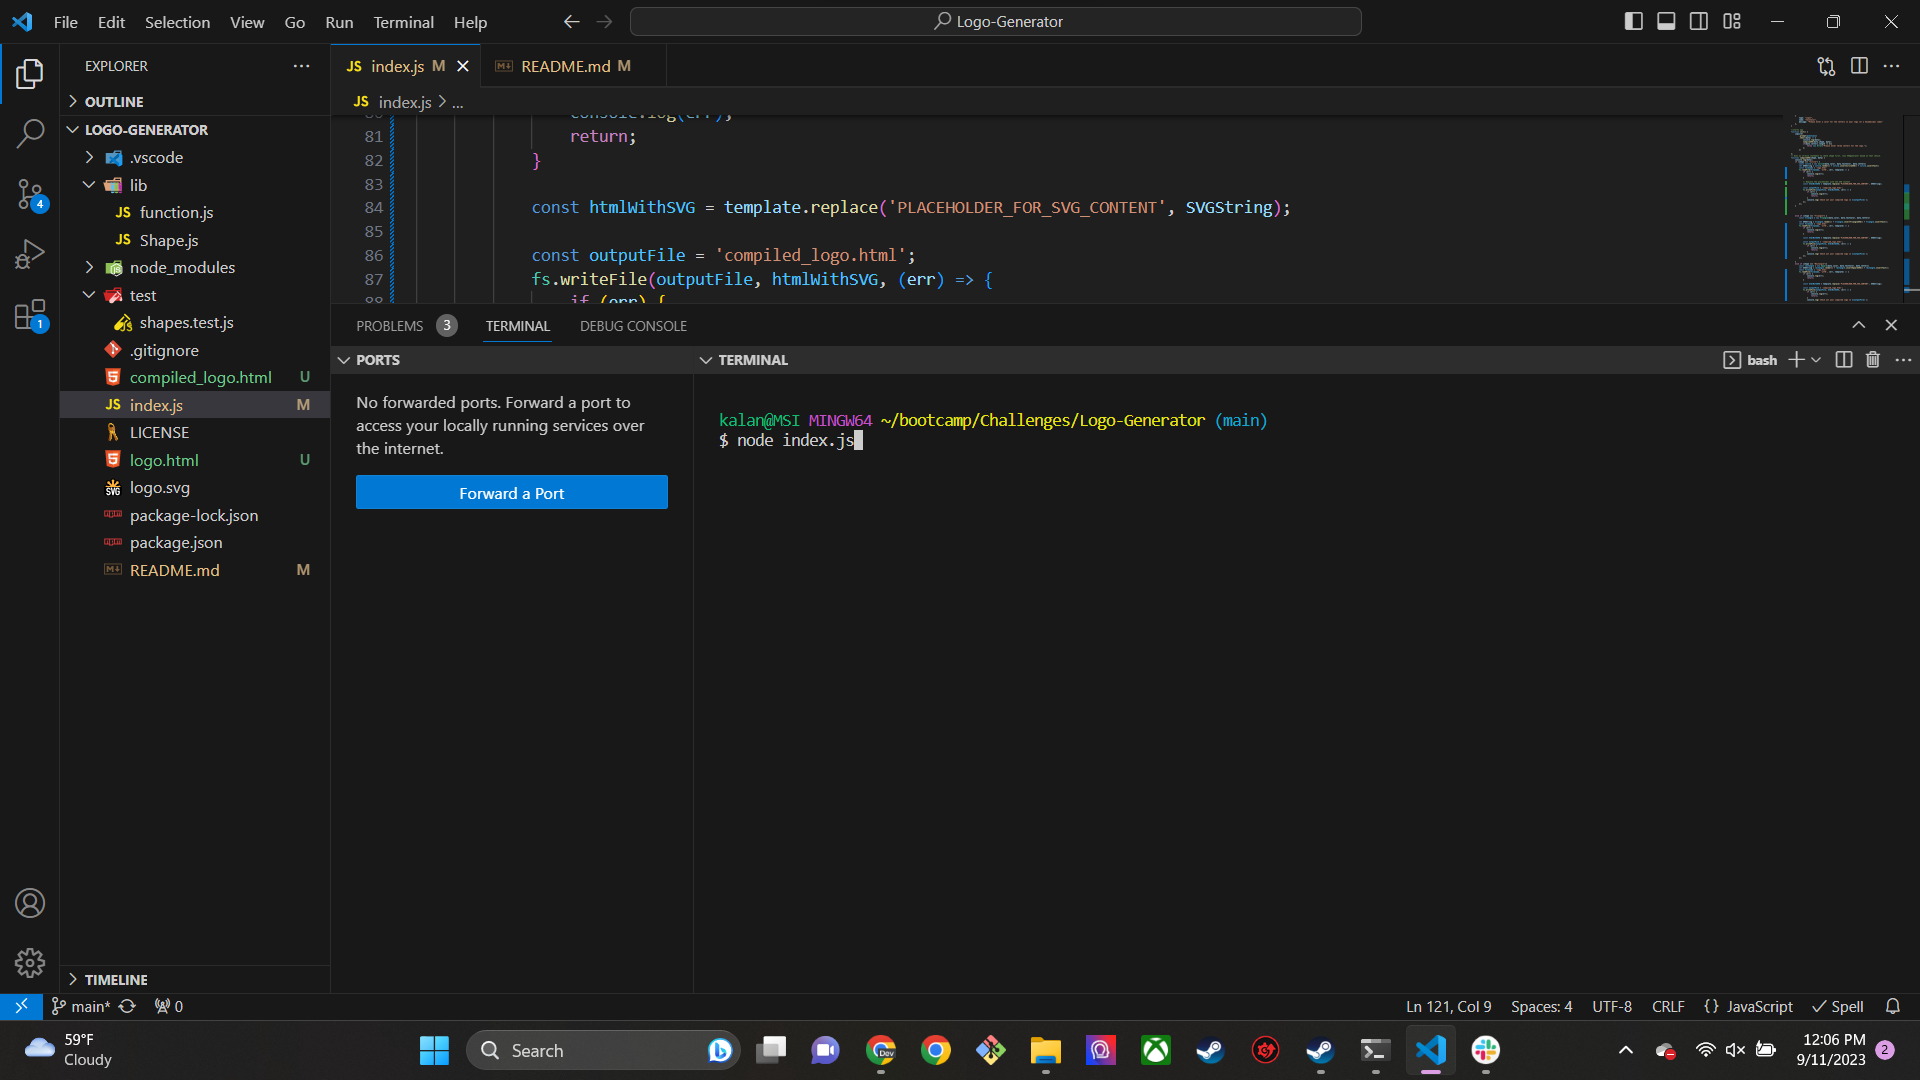 File Edit Selection View Go Run Terminal Help
Logo-Generator
EXPLORER
OUTLINE
LOGO-GENERATOR
.vscode
lib
JS function.js
JS Shape.js
node_modules
test
shapes.test.js
.gitignore
compiled_logo.html U
JS index.js M
LICENSE
logo.html U
SVG logo.svg
package-lock.json
package.json
README.md M
TIMELINE
JS index.js M
README.md M
JS index.js > ...
console.log(err);
81 return;
82 }
83
84 const htmlWithSVG = template.replace('PLACEHOLDER_FOR_SVG_CONTENT', SVGString);
85
86 const outputFile = 'compiled_logo.html';
87 fs.writeFile(outputFile, htmlWithSVG, (err) => {
88 if (err) {
PROBLEMS 3 TERMINAL DEBUG CONSOLE
PORTS
No forwarded ports. Forward a port to
access your locally running services over
the internet.
Forward a Port
TERMINAL
bash
kalan@MSI MINGW64 ~/bootcamp/Challenges/Logo-Generator (main)
$ node index.js
4
1
main* 0
Ln 121, Col 9 Spaces: 4 UTF-8 CRLF {} JavaScript Spell
59°F
Cloudy
Search
Dev
12:06 PM
9/11/2023
2